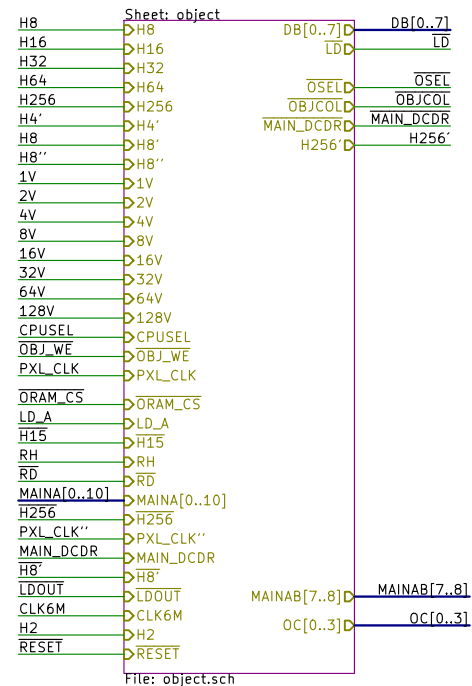 Sheet: object
H8 H8 DB[0..7] DB[0..7]
H16 H16 LD LD
H32 H32
H64 H64 OSEL OSEL
H256 H256 OBJCOL OBJCOL
H4' H4' MAIN_DCDR MAIN_DCDR
H8 H8' H256' H256'
H8'' H8''
1V 1V
2V 2V
4V 4V
8V 8V
16V 16V
32V 32V
64V 64V
128V 128V
CPUSEL CPUSEL
OBJ_WE OBJ_WE
PXL_CLK PXL_CLK
ORAM_CS ORAM_CS
LD_A LD_A
H15 H15
RH RH
RD RD
MAINA[0..10] MAINA[0..10]
H256 H256
PXL_CLK'' PXL_CLK''
MAIN_DCDR MAIN_DCDR
H8' H8'
LDOUT LDOUT MAINAB[7..8] MAINAB[7..8]
CLK6M CLK6M OC[0..3] OC[0..3]
H2 H2
RESET RESET
File: object.sch